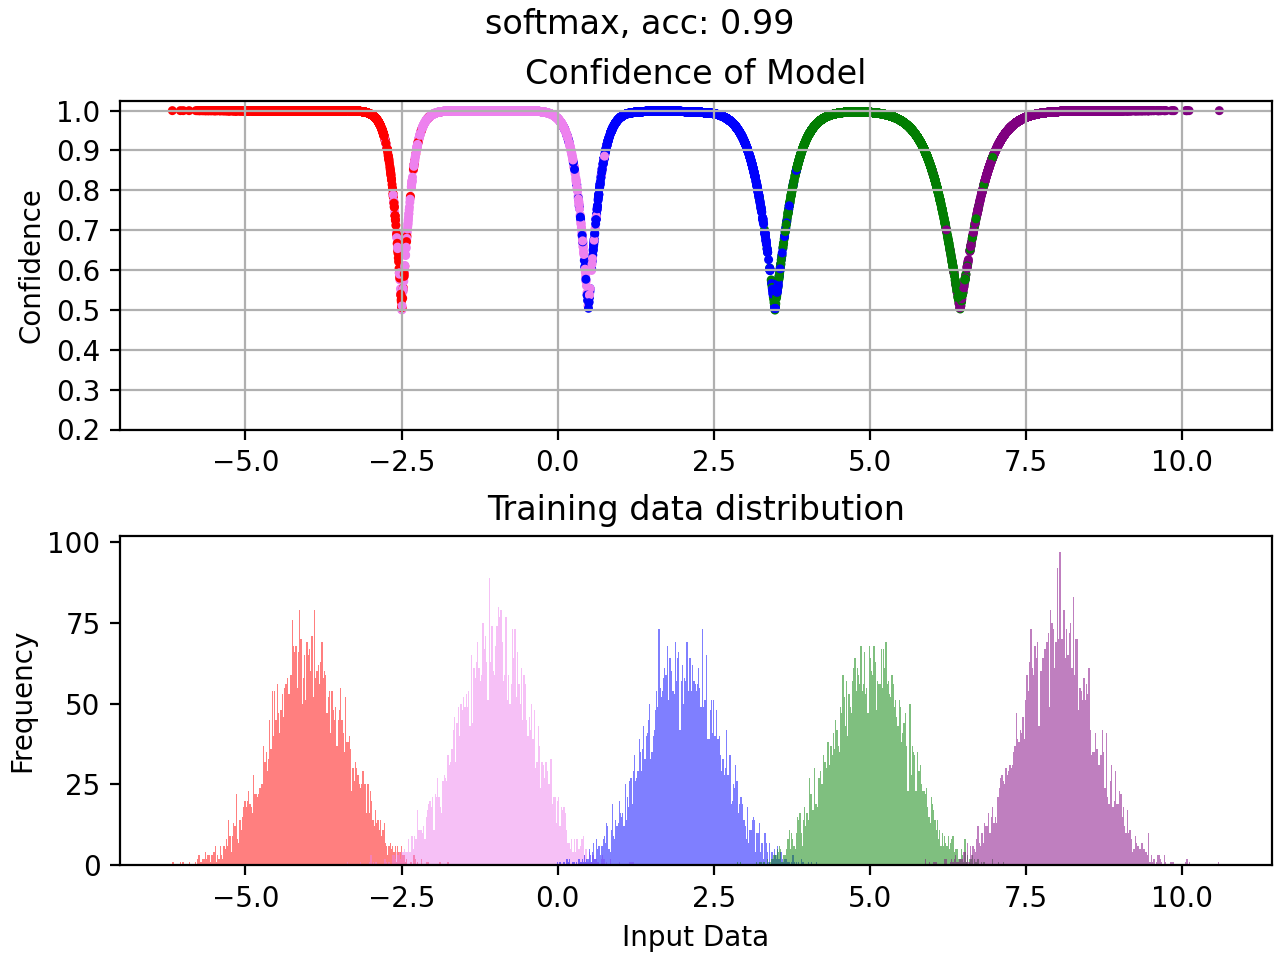 softmax, acc: 0.99
Confidence of Model
Confidence
1.0
0.9
0.8
0.7
0.6
0.5
0.4
0.3
0.2
−5.0 −2.5 0.0 2.5 5.0 7.5 10.0
Training data distribution
Frequency
100
75
50
25
0
−5.0 −2.5 0.0 2.5 5.0 7.5 10.0
Input Data